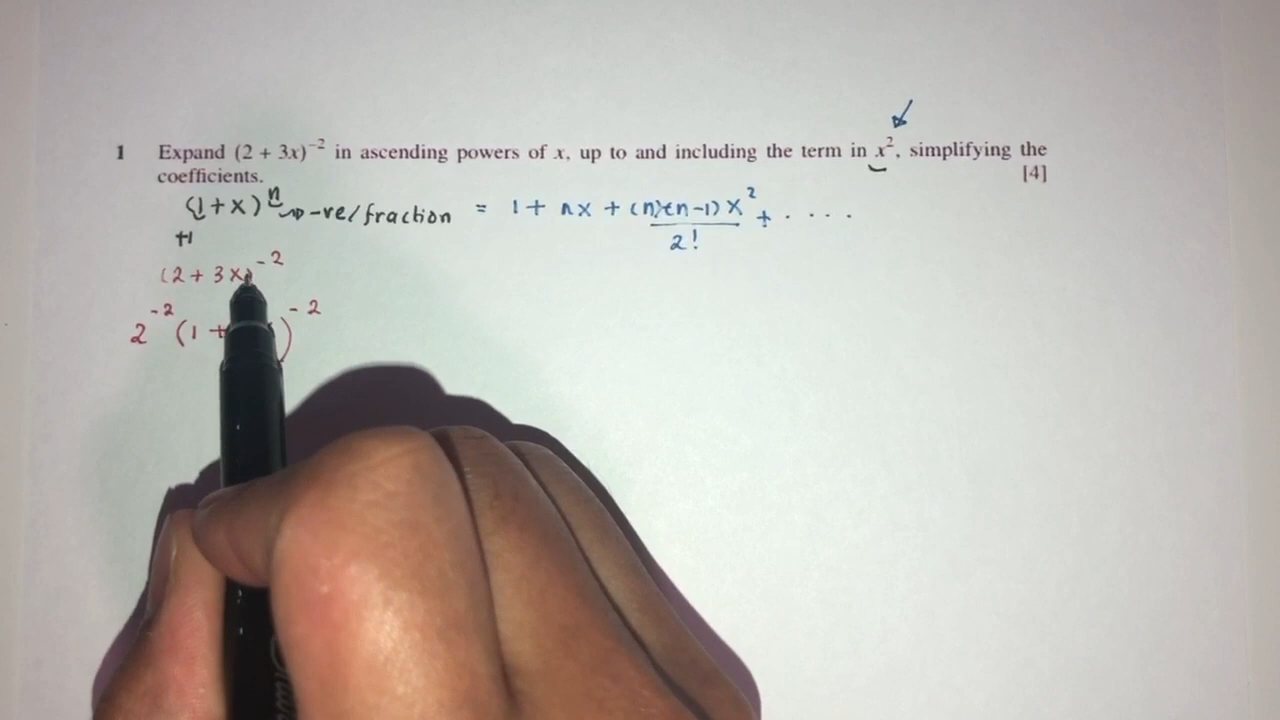 1 Expand (2 + 3x)⁻² in ascending powers of x, up to and including the term in x², simplifying the
coefficients. [4]
(1+x)ⁿ → -ve/fraction = 1 + nx + (n)(n-1)x²/2! + ....
+1
(2+3x)⁻²
2⁻²(1+ )⁻²